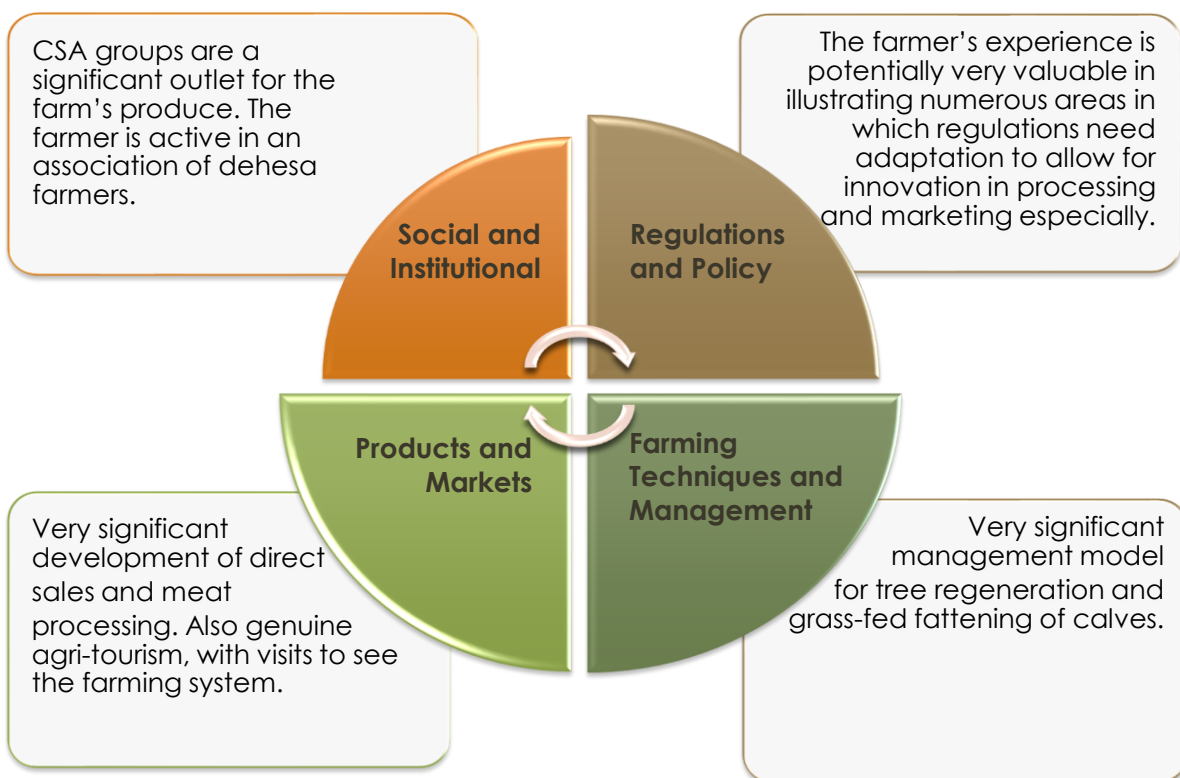 CSA groups are a
significant outlet for the
farm’s produce. The
farmer is active in an
association of dehesa
farmers.
The farmer’s experience is
potentially very valuable in
illustrating numerous areas in
which regulations need
adaptation to allow for
innovation in processing
and marketing especially.
Social and
Institutional
Regulations
and Policy
Products and
Markets
Farming
Techniques and
Management
Very significant
development of direct
sales and meat
processing. Also genuine
agri-tourism, with visits to see
the farming system.
Very significant
management model
for tree regeneration and
grass-fed fattening of calves.